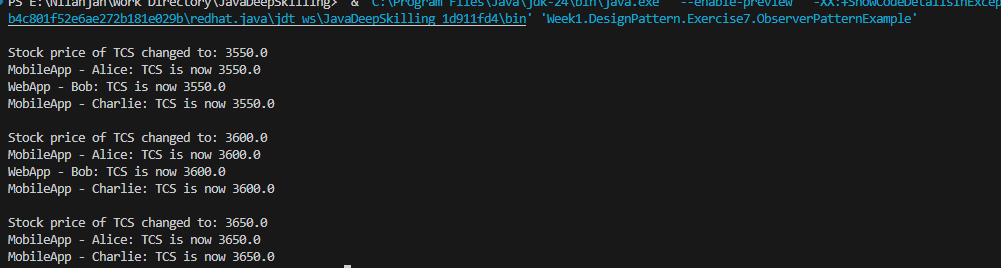 PS E:\Nilanjan\Work Directory\JavaDeepSkilling> & 'C:\Program Files\Java\jdk-24\bin\java.exe' '--enable-preview' '-XX:+ShowCodeDetailsInExcep
b4c801f52e6ae272b181e029b\redhat.java\jdt_ws\JavaDeepSkilling_1d911fd4\bin' 'Week1.DesignPattern.Exercise7.ObserverPatternExample'
Stock price of TCS changed to: 3550.0
MobileApp - Alice: TCS is now 3550.0
WebApp - Bob: TCS is now 3550.0
MobileApp - Charlie: TCS is now 3550.0
Stock price of TCS changed to: 3600.0
MobileApp - Alice: TCS is now 3600.0
WebApp - Bob: TCS is now 3600.0
MobileApp - Charlie: TCS is now 3600.0
Stock price of TCS changed to: 3650.0
MobileApp - Alice: TCS is now 3650.0
MobileApp - Charlie: TCS is now 3650.0